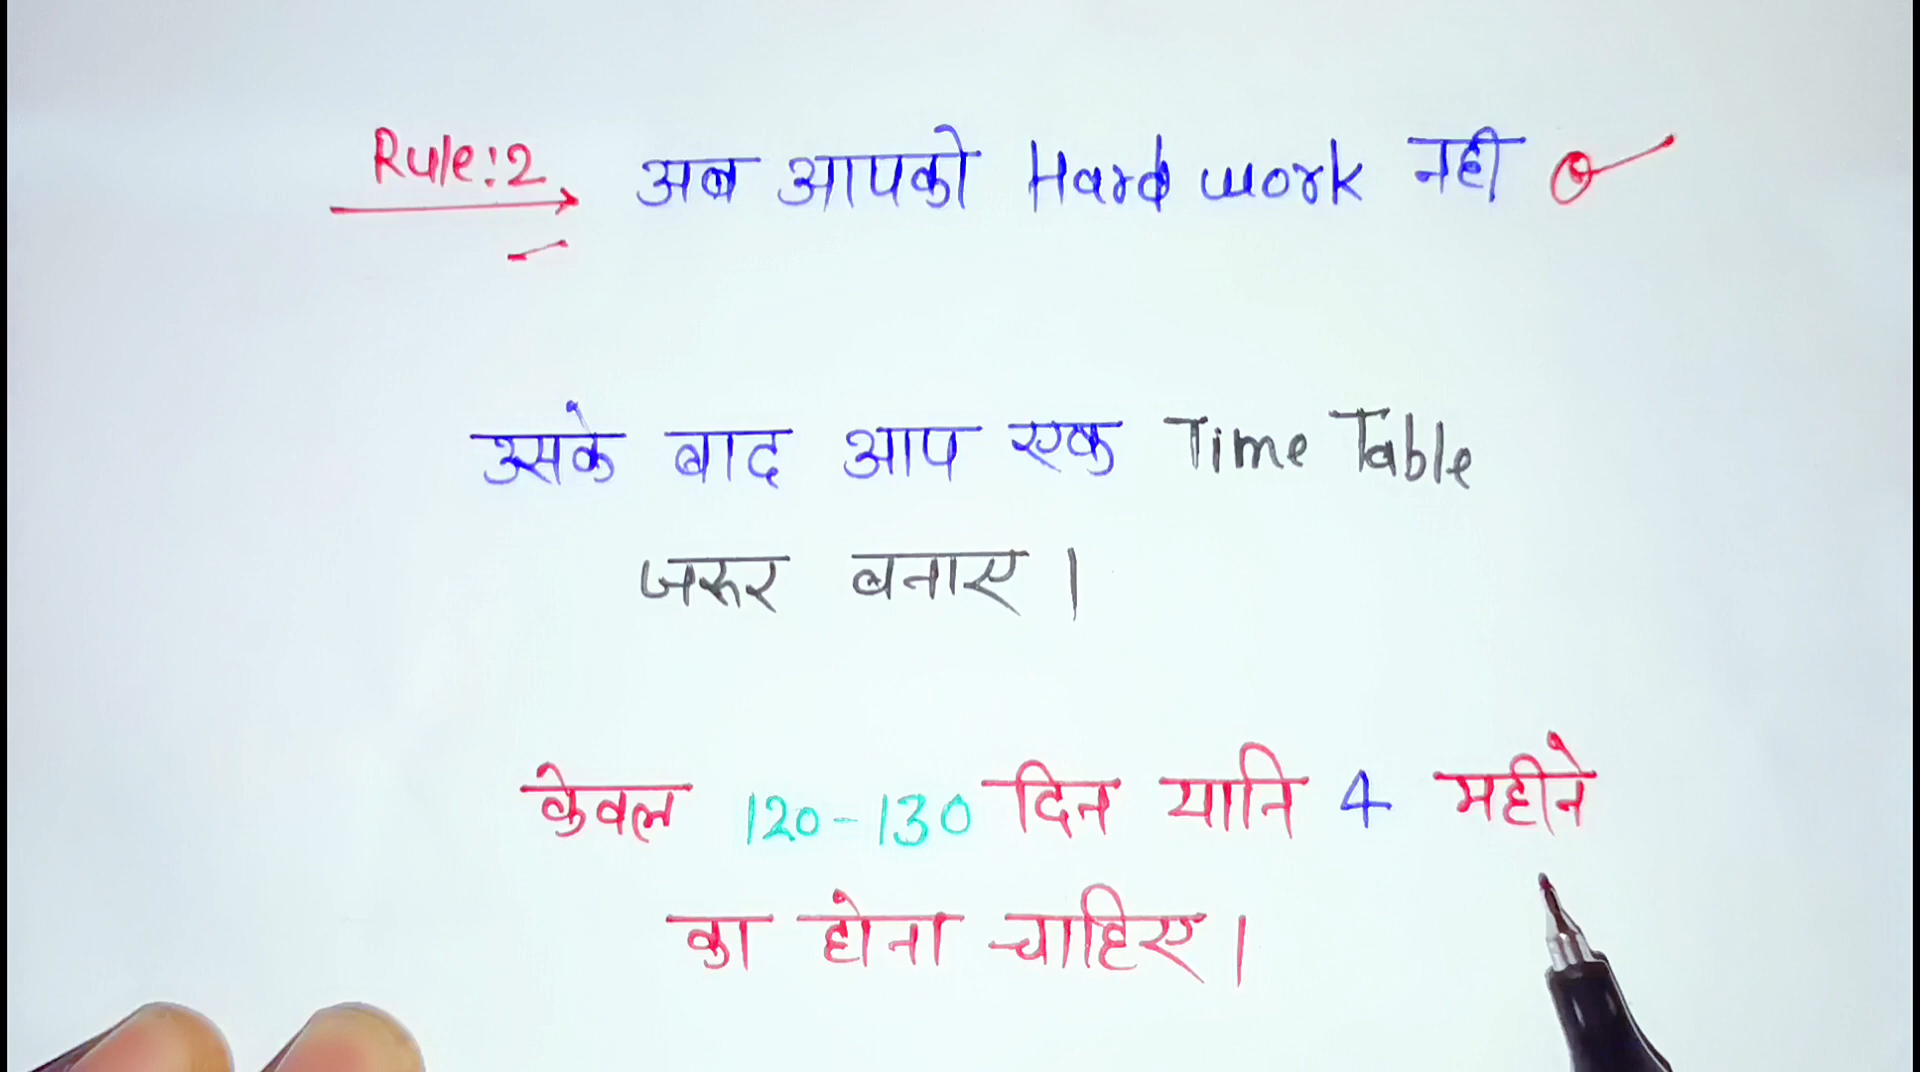 Rule:2 अब आपको Hard work नही
उसके बाद आप एक Time Table
जरूर बनाए।
केवल 120-130 दिन यानि 4 महीने
का होना चाहिए।